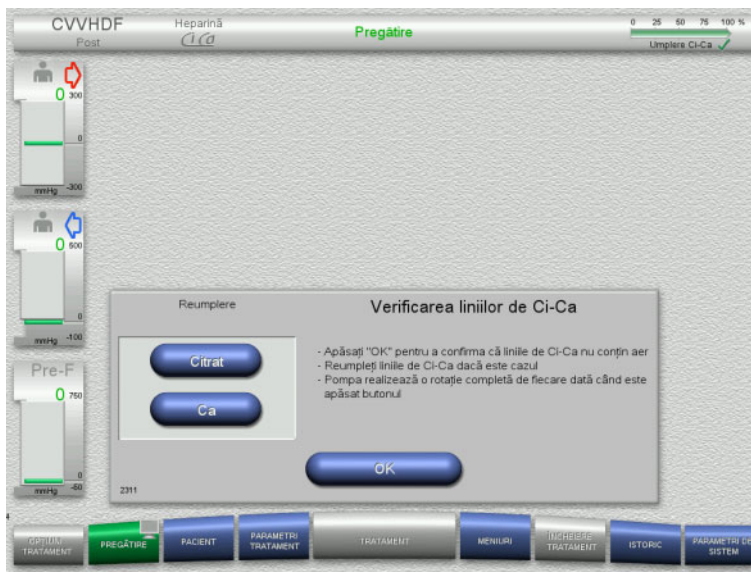 CVVHDF
Post
Heparină
Ci Ca
Pregătire
0 25 50 75 100 %
Umplere Ci-Ca
0
300
0
-300
mmHg
0
500
0
-100
mmHg
Pre-F
0
750
0
-50
mmHg
Reumplere
Citrat
Ca
Verificarea liniilor de Ci-Ca
- Apăsați "OK" pentru a confirma că liniile de Ci-Ca nu conțin aer
- Reumpleți liniile de Ci-Ca dacă este cazul
- Pompa realizează o rotație completă de fiecare dată când este
apăsat butonul
OK
2311
4
OPȚIUNI
TRATAMENT
PREGĂTIRE
PACIENT
PARAMETRI
TRATAMENT
TRATAMENT
MENIURI
ÎNCHEIERE
TRATAMENT
ISTORIC
PARAMETRI DE
SISTEM